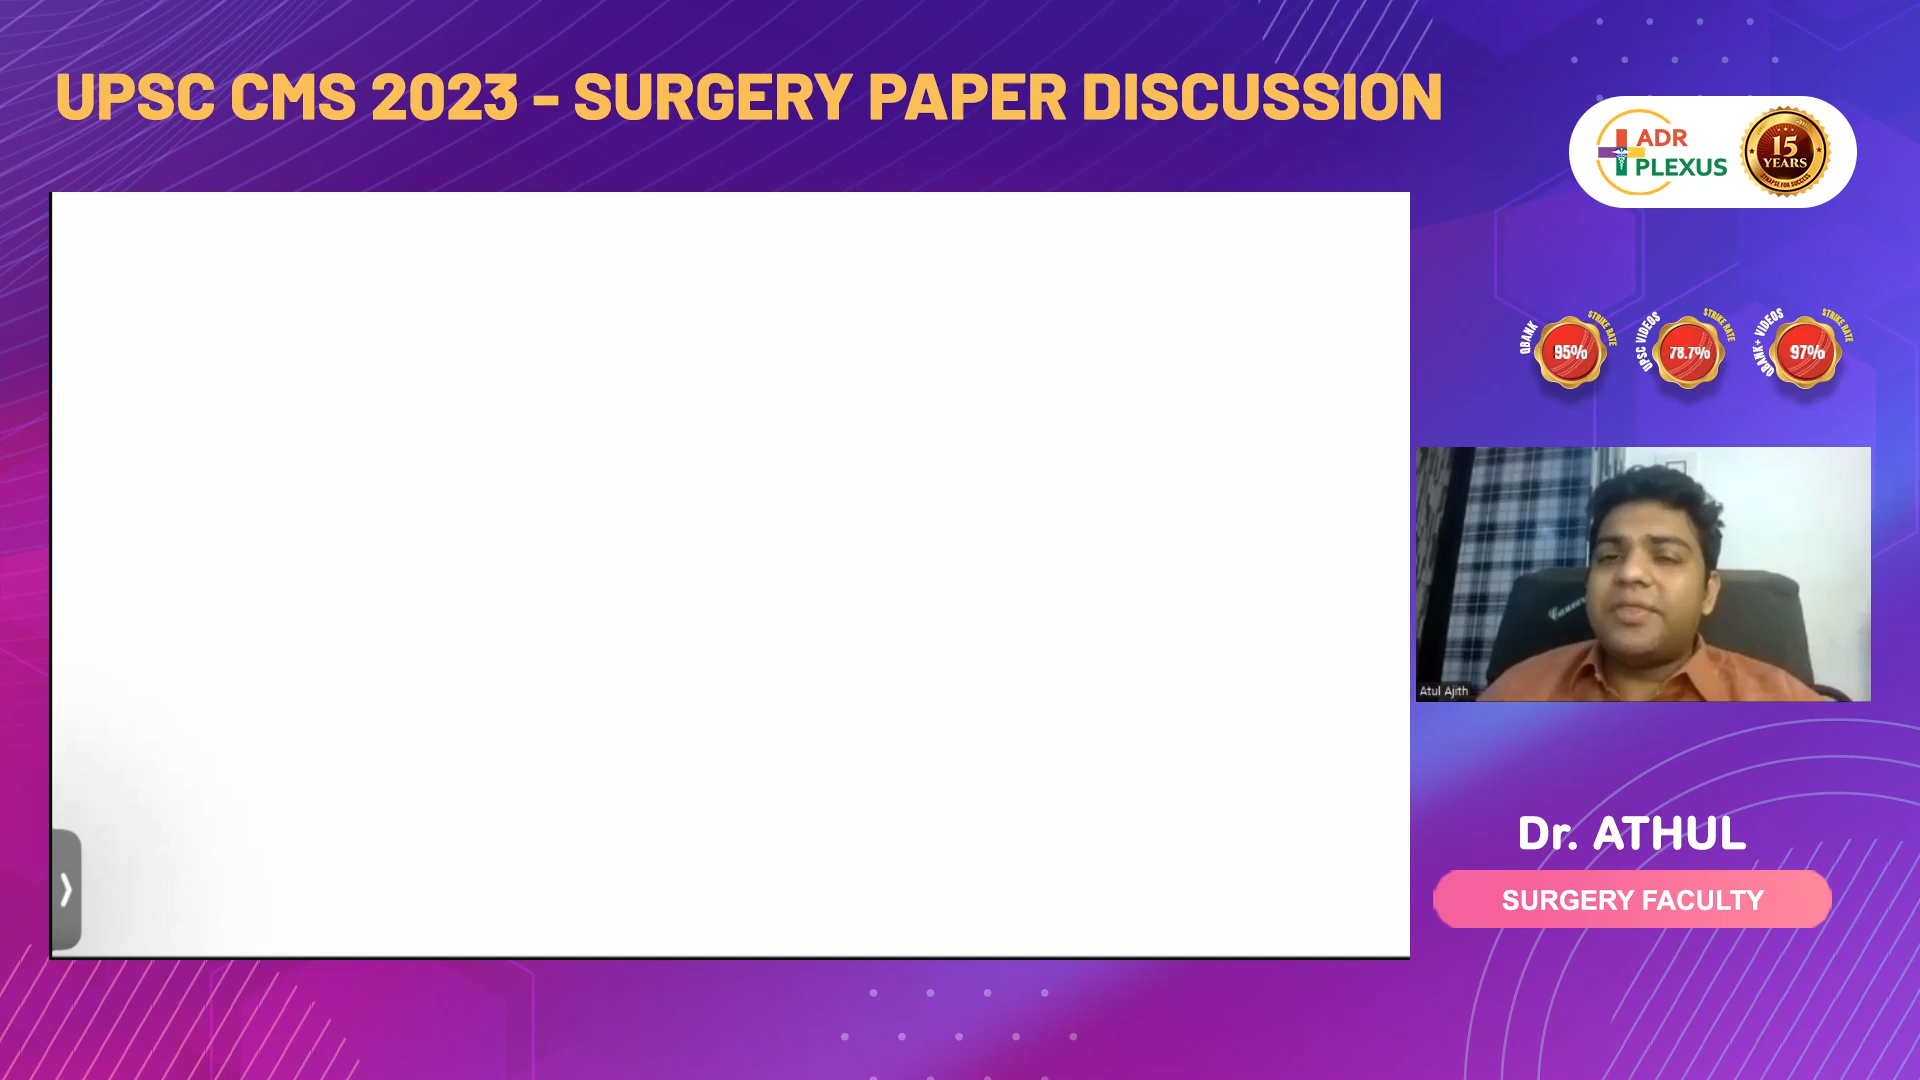 UPSC CMS 2023 - SURGERY PAPER DISCUSSION
ADR
PLEXUS
15
YEARS
QBANK
STRIKE RATE
95%
UPSC VIDEOS
STRIKE RATE
78.7%
QBANK+ VIDEOS
STRIKE RATE
97%
Atul Ajith
Dr. ATHUL
SURGERY FACULTY